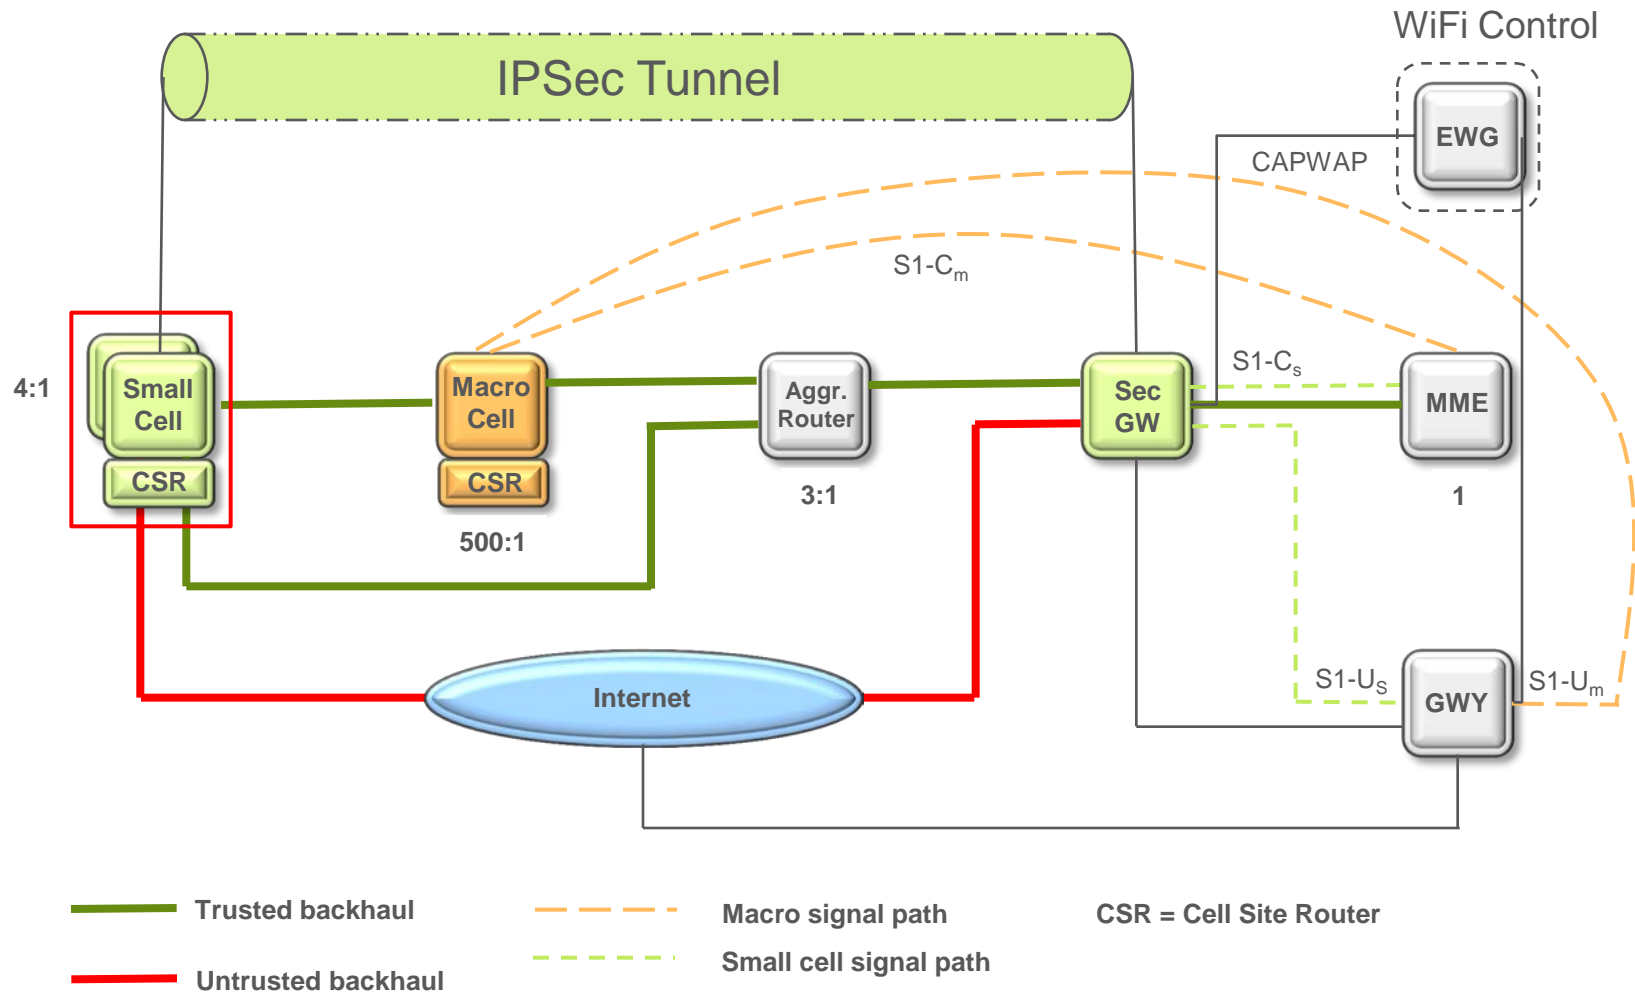 WiFi Control
IPSec Tunnel
EWG
CAPWAP
S1-Cm
4:1
Small
Cell
CSR
Macro
Cell
CSR
500:1
Aggr.
Router
3:1
Sec
GW
S1-Cs
MME
1
Internet
S1-US
GWY
S1-Um
Trusted backhaul
Macro signal path
CSR = Cell Site Router
Small cell signal path
Untrusted backhaul